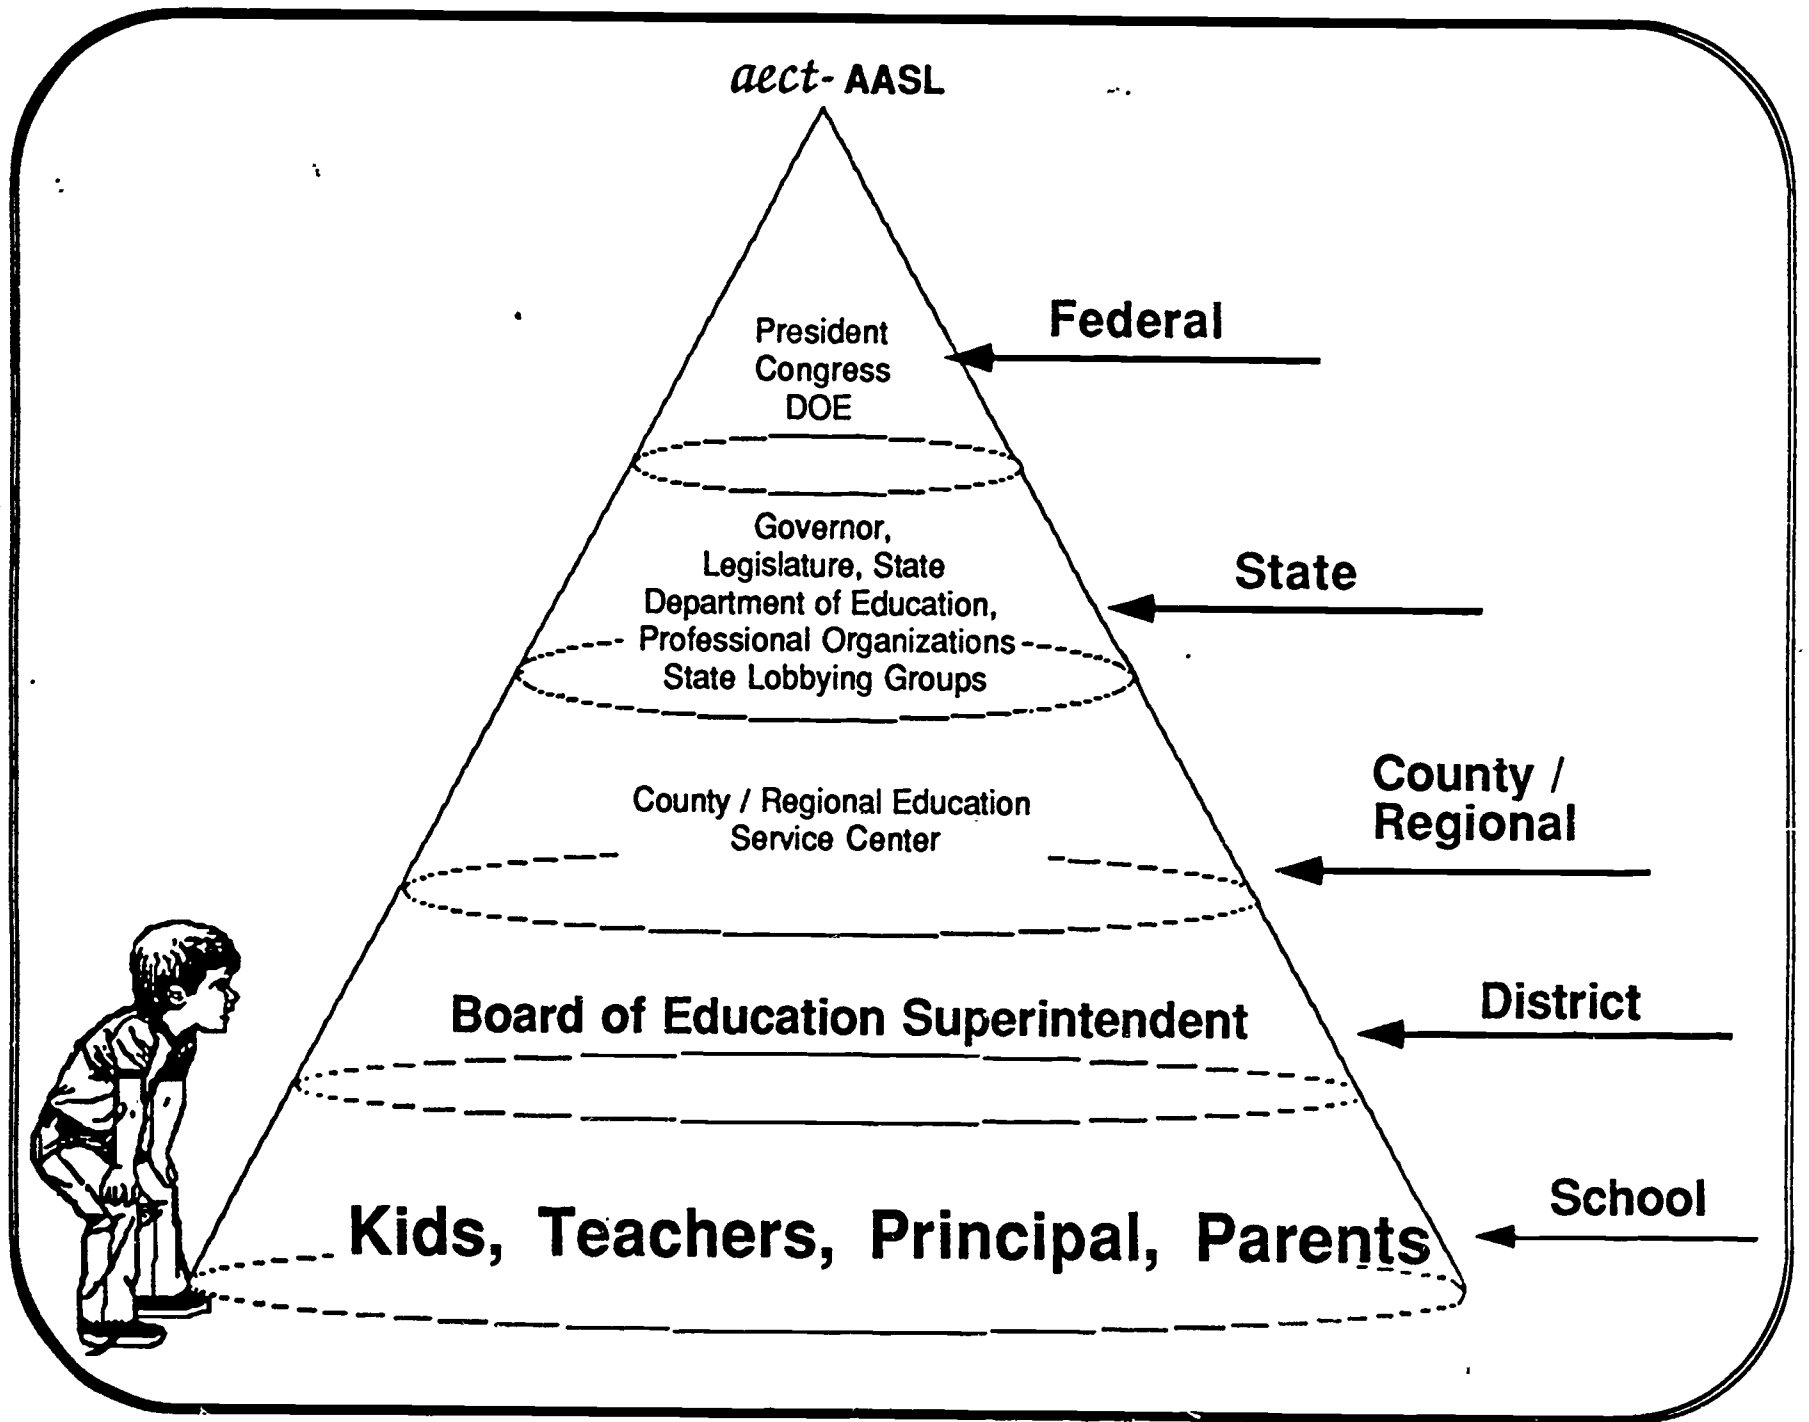 aect- AASL
President
Congress
DOE
Federal
Governor,
Legislature, State
Department of Education,
Professional Organizations
State Lobbying Groups
State
County / Regional Education
Service Center
County /
Regional
Board of Education Superintendent
District
Kids, Teachers, Principal, Parents
School